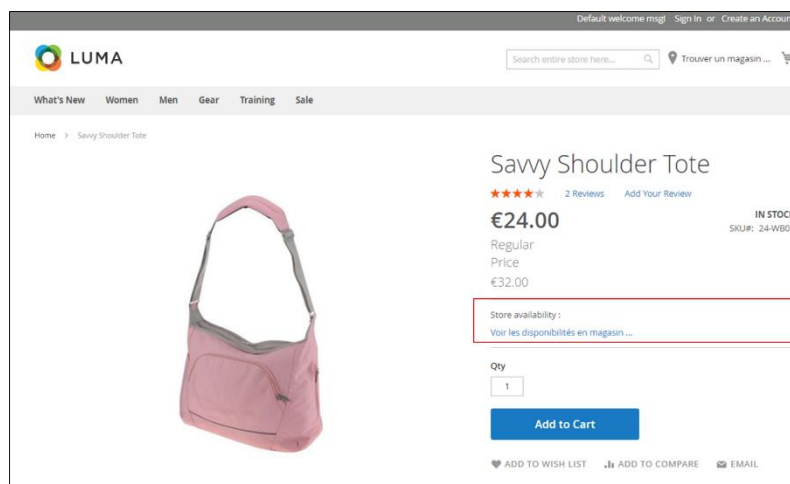 Default welcome msg! Sign In or Create an Accoun
LUMA
Search entire store here...
Trouver un magasin ...
What's New Women Men Gear Training Sale
Home > Savvy Shoulder Tote
Savvy Shoulder Tote
2 Reviews Add Your Review
€24.00
IN STOC
SKU#: 24-WB0
Regular
Price
€32.00
Store availability :
Voir les disponibilités en magasin ...
Qty
1
Add to Cart
ADD TO WISH LIST ADD TO COMPARE EMAIL